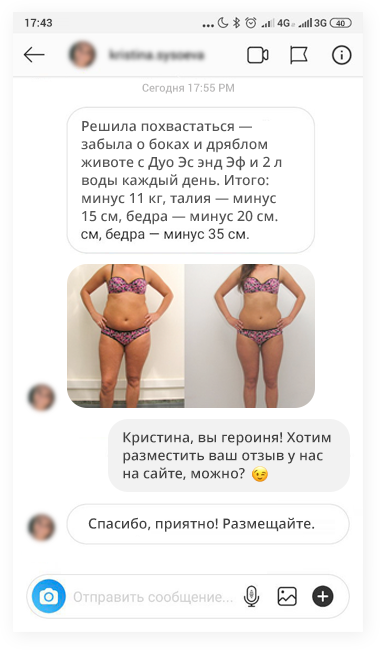 17:43
4G
3G
40
Сегодня 17:55 PM
Решила похвастаться —
забыла о боках и дряблом
животе с Дуо Эс энд Эф и 2 л
воды каждый день. Итого:
минус 11 кг, талия — минус
15 см, бедра — минус 20 см.
см, бедра — минус 35 см.
Кристина, вы героиня! Хотим
разместить ваш отзыв у нас
на сайте, можно? 😉
Спасибо, приятно! Размещайте.
Отправить сообщение...